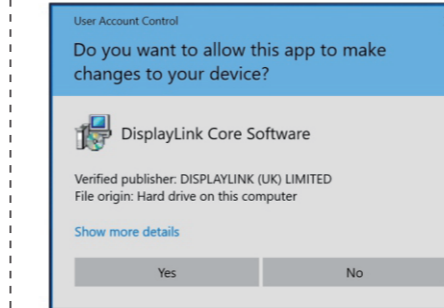 User Account Control
Do you want to allow this app to make
changes to your device?
DisplayLink Core Software
Verified publisher: DISPLAYLINK (UK) LIMITED
File origin: Hard drive on this computer
Show more details
Yes
No